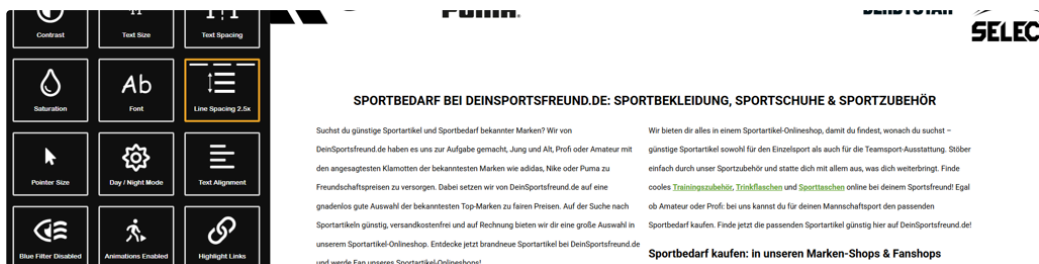 PUMA.
DERBYSTAR
SELEC
Contrast
Text Size
Text Spacing
Saturation
Ab
Font
Line Spacing 2.5x
Pointer Size
Day / Night Mode
Text Alignment
Blue Filter Disabled
Animations Enabled
Highlight Links
SPORTBEDARF BEI DEINSPORTSFREUND.DE: SPORTBEKLEIDUNG, SPORTSCHUHE & SPORTZUBEHÖR
Suchst du günstige Sportartikel und Sportbedarf bekannter Marken? Wir von
DeinSportsfreund.de haben es uns zur Aufgabe gemacht, Jung und Alt, Profi oder Amateur mit
den angesagtesten Klamotten der bekanntesten Marken wie adidas, Nike oder Puma zu
Freundschaftspreisen zu versorgen. Dabei setzen wir von DeinSportsfreund.de auf eine
gnadenlos gute Auswahl der bekanntesten Top-Marken zu fairen Preisen. Auf der Suche nach
Sportartikeln günstig, versandkostenfrei und auf Rechnung bieten wir dir eine große Auswahl in
unserem Sportartikel-Onlineshop. Entdecke jetzt brandneue Sportartikel bei DeinSportsfreund.de
und werde Fan unseres Sportartikel-Onlineshops!
Wir bieten dir alles in einem Sportartikel-Onlineshop, damit du findest, wonach du suchst –
günstige Sportartikel sowohl für den Einzelsport als auch für die Teamsport-Ausstattung. Stöber
einfach durch unser Sportzubehör und statte dich mit allem aus, was dich weiterbringt. Finde
cooles Trainingszubehör, Trinkflaschen und Sporttaschen online bei deinem Sportsfreund! Egal
ob Amateur oder Profi: bei uns kannst du für deinen Mannschaftsport den passenden
Sportbedarf kaufen. Finde jetzt die passenden Sportartikel günstig hier auf DeinSportsfreund.de!
Sportbedarf kaufen: in unseren Marken-Shops & Fanshops